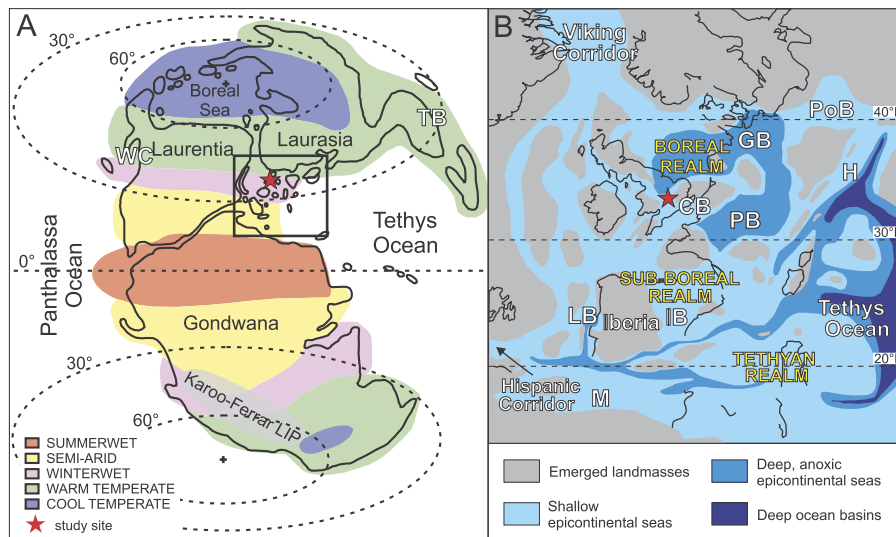 A
30°
60°
Boreal
Sea
TB
WC
Laurentia
Laurasia
Panthalassa
Ocean
Tethys
Ocean
0°
Gondwana
30°
Karoo-Ferrar LIP
60°
SUMMERWET
SEMI-ARID
WINTERWET
WARM TEMPERATE
COOL TEMPERATE
study site
B
Viking
Corridor
PoB
40°
GB
BOREAL
REALM
H
CB
PB
30°
SUB-BOREAL
REALM
LB
Iberia
IB
Tethys
Ocean
TETHYAN
REALM
20°
Hispanic
Corridor
M
Emerged landmasses
Shallow
epicontinental seas
Deep, anoxic
epicontinental seas
Deep ocean basins